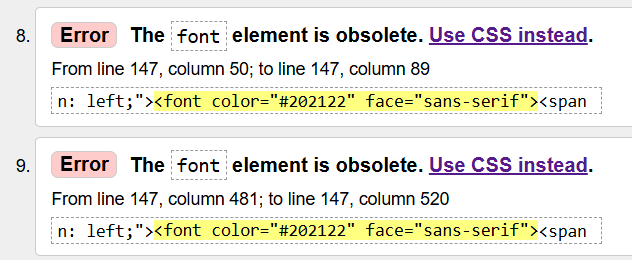 8. Error The font element is obsolete. Use CSS instead.
From line 147, column 50; to line 147, column 89
n: left;"><font color="#202122" face="sans-serif"><span
9. Error The font element is obsolete. Use CSS instead.
From line 147, column 481; to line 147, column 520
n: left;"><font color="#202122" face="sans-serif"><span